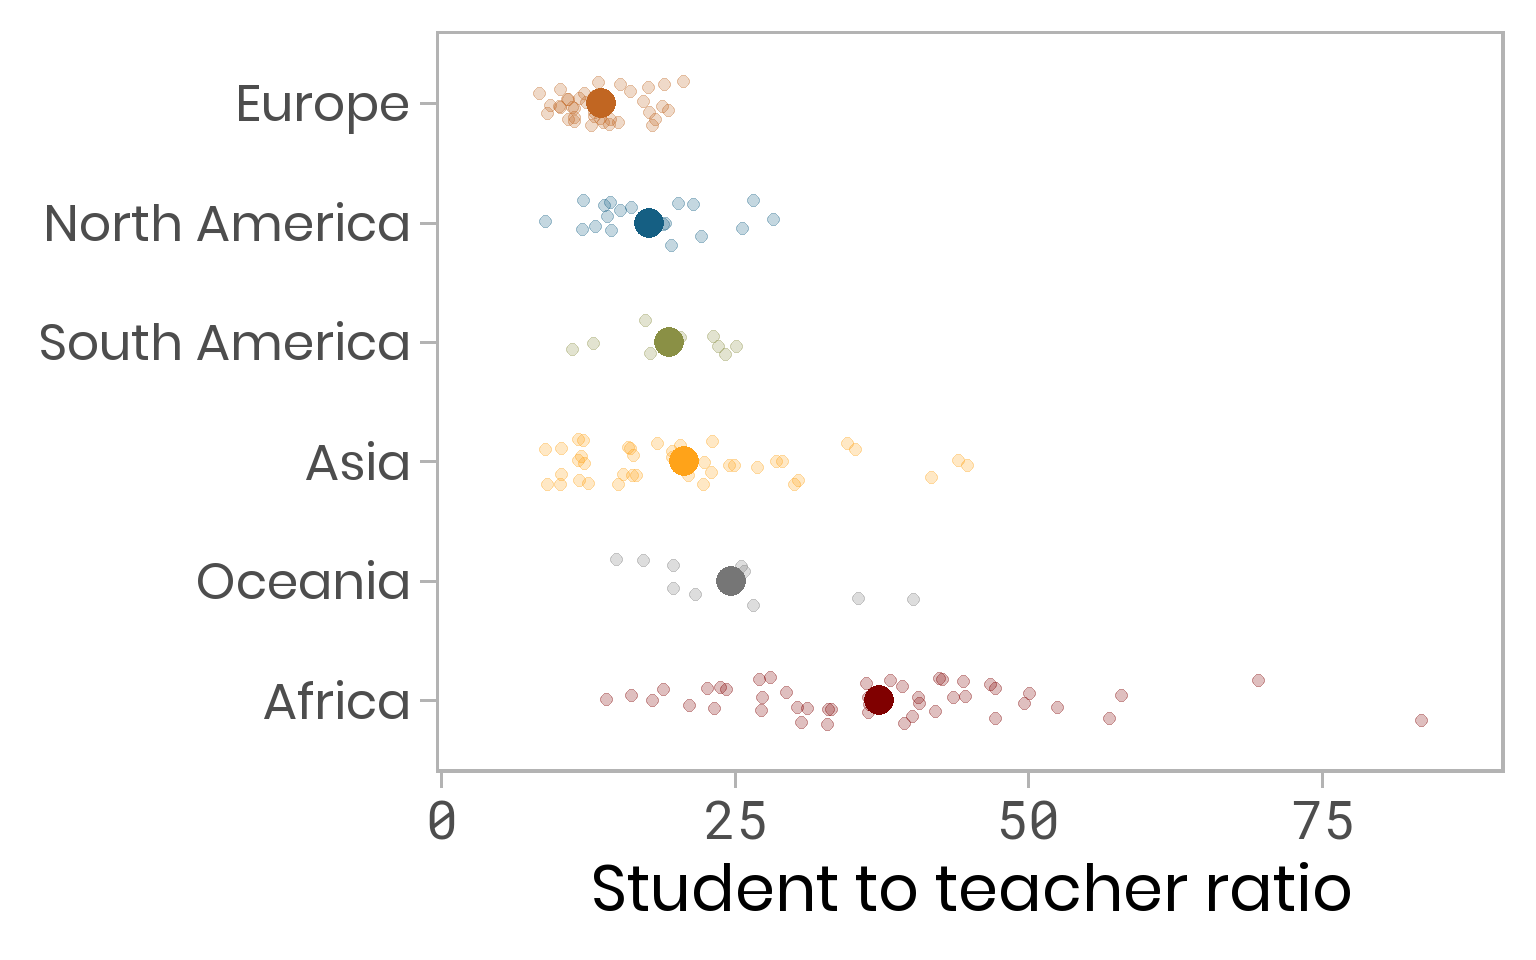 Europe
North America
South America
Asia
Oceania
Africa
0 25 50 75
Student to teacher ratio